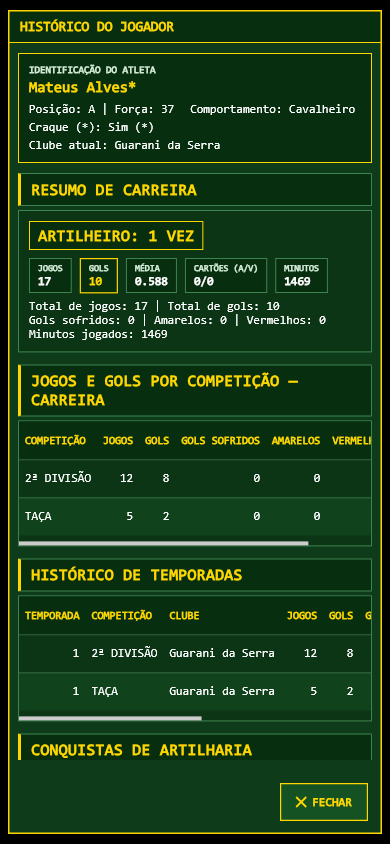 HISTÓRICO DO JOGADOR
IDENTIFICAÇÃO DO ATLETA
Mateus Alves*
Posição: A | Força: 37 Comportamento: Cavalheiro
Craque (*): Sim (*)
Clube atual: Guarani da Serra
RESUMO DE CARREIRA
ARTILHEIRO: 1 VEZ
JOGOS GOLS MÉDIA CARTÕES (A/V) MINUTOS
17 10 0.588 0/0 1469
Total de jogos: 17 | Total de gols: 10
Gols sofridos: 0 | Amarelos: 0 | Vermelhos: 0
Minutos jogados: 1469
JOGOS E GOLS POR COMPETIÇÃO —
CARREIRA
COMPETIÇÃO JOGOS GOLS GOLS SOFRIDOS AMARELOS
2ª DIVISÃO 12 8 0 0
TAÇA 5 2 0 0
HISTÓRICO DE TEMPORADAS
TEMPORADA COMPETIÇÃO CLUBE JOGOS GOLS
1 2ª DIVISÃO Guarani da Serra 12 8
1 TAÇA Guarani da Serra 5 2
CONQUISTAS DE ARTILHARIA
✕ FECHAR